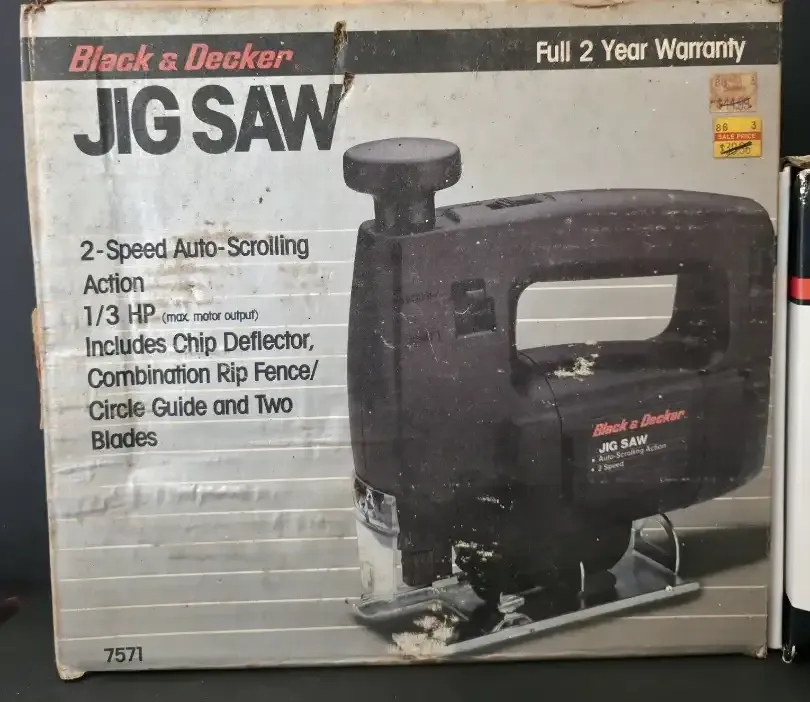 Black & Decker
Full 2 Year Warranty
JIG SAW
86 3
SALE PRICE
2-Speed Auto-Scrolling
Action
1/3 HP (max. motor output)
Includes Chip Deflector,
Combination Rip Fence/
Circle Guide and Two
Blades
Black & Decker
JIG SAW
• Auto-Scrolling Action
• 2 Speed
7571